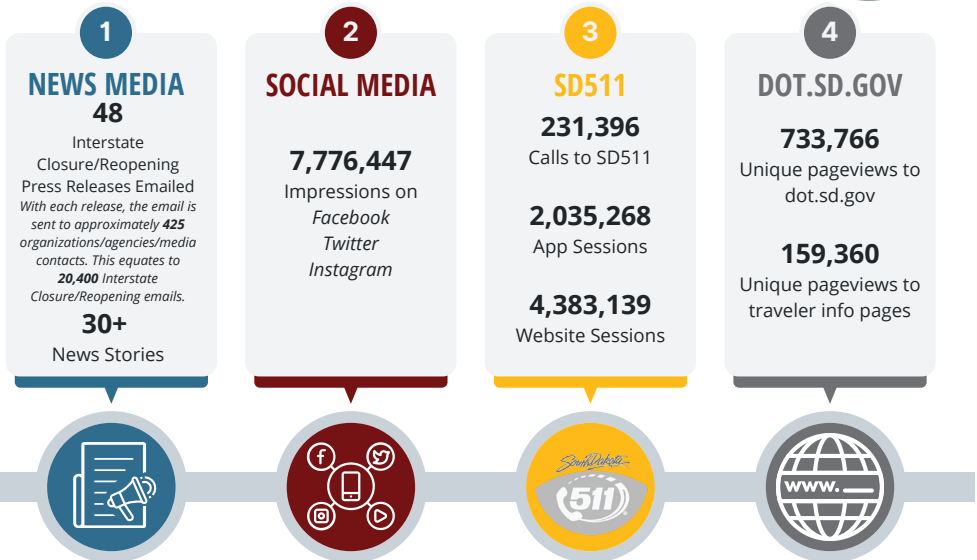 1
NEWS MEDIA
48
Interstate
Closure/Reopening
Press Releases Emailed
With each release, the email is
sent to approximately 425
organizations/agencies/media
contacts. This equates to
20,400 Interstate
Closure/Reopening emails.
30+
News Stories
2
SOCIAL MEDIA
7,776,447
Impressions on
Facebook
Twitter
Instagram
3
SD511
231,396
Calls to SD511
2,035,268
App Sessions
4,383,139
Website Sessions
4
DOT.SD.GOV
733,766
Unique pageviews to
dot.sd.gov
159,360
Unique pageviews to
traveler info pages
f
South Dakota
511
www. __